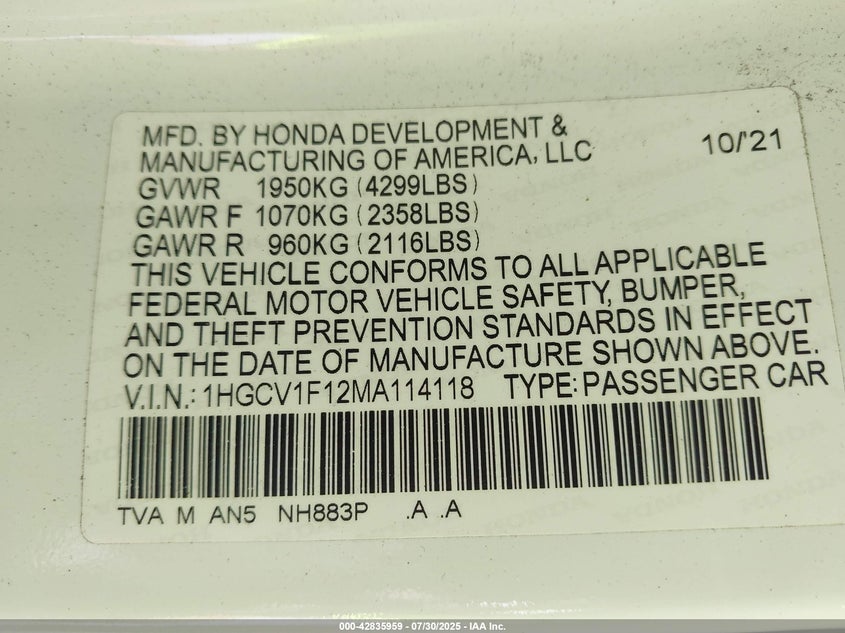 MFD. BY HONDA DEVELOPMENT &
MANUFACTURING OF AMERICA, LLC 10/'21
GVWR 1950KG (4299LBS)
GAWR F 1070KG (2358LBS)
GAWR R 960KG (2116LBS)
THIS VEHICLE CONFORMS TO ALL APPLICABLE
FEDERAL MOTOR VEHICLE SAFETY, BUMPER,
AND THEFT PREVENTION STANDARDS IN EFFECT
ON THE DATE OF MANUFACTURE SHOWN ABOVE.
V.I.N.: 1HGCV1F12MA114118 TYPE: PASSENGER CAR
TVA M AN5 NH883P .A .A
000-42835959 - 07/30/2025 - IAA Inc.